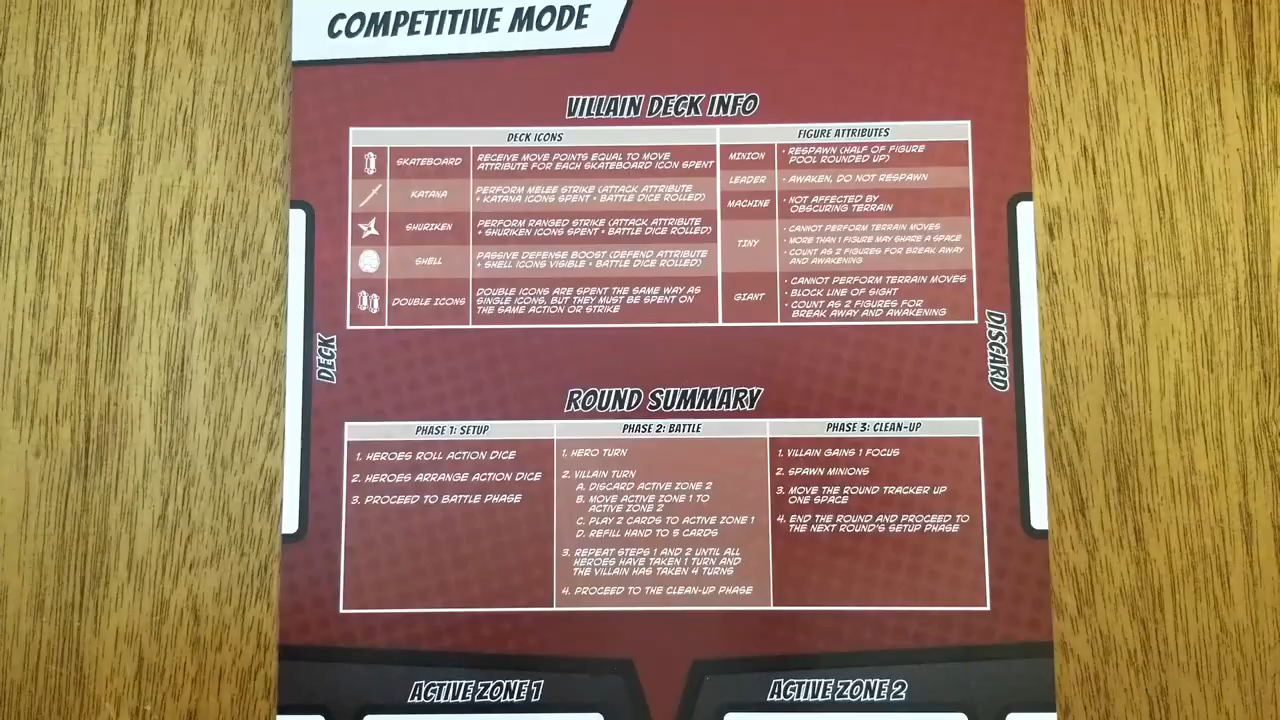 COMPETITIVE MODE
VILLAIN DECK INFO
DECK ICONS
SKATEBOARD
RECEIVE MOVE POINTS EQUAL TO MOVE
ATTRIBUTE FOR EACH SKATEBOARD ICON SPENT
KATANA
PERFORM MELEE STRIKE (ATTACK ATTRIBUTE
+ KATANA ICONS SPENT = BATTLE DICE ROLLED)
SHURIKEN
PERFORM RANGED STRIKE (ATTACK ATTRIBUTE
+ SHURIKEN ICONS SPENT = BATTLE DICE ROLLED)
SHELL
PASSIVE DEFENSE BOOST (DEFEND ATTRIBUTE
+ SHELL ICONS VISIBLE = BATTLE DICE ROLLED)
DOUBLE ICONS
DOUBLE ICONS ARE SPENT THE SAME WAY AS
SINGLE ICONS, BUT THEY MUST BE SPENT ON
THE SAME ACTION OR STRIKE
FIGURE ATTRIBUTES
MINION
• RESPAWN (HALF OF FIGURE
POOL ROUNDED UP)
LEADER
• AWAKEN, DO NOT RESPAWN
MACHINE
• NOT AFFECTED BY
OBSCURING TERRAIN
TINY
• CANNOT PERFORM TERRAIN MOVES
• MORE THAN 1 FIGURE MAY SHARE A SPACE
• COUNT AS 2 FIGURES FOR BREAK AWAY
AND AWAKENING
GIANT
• CANNOT PERFORM TERRAIN MOVES
• BLOCK LINE OF SIGHT
• COUNT AS 2 FIGURES FOR
BREAK AWAY AND AWAKENING
DECK
DISCARD
ROUND SUMMARY
PHASE 1: SETUP
1. HEROES ROLL ACTION DICE
2. HEROES ARRANGE ACTION DICE
3. PROCEED TO BATTLE PHASE
PHASE 2: BATTLE
1. HERO TURN
2. VILLAIN TURN
A. DISCARD ACTIVE ZONE 2
B. MOVE ACTIVE ZONE 1 TO
ACTIVE ZONE 2
C. PLAY 2 CARDS TO ACTIVE ZONE 1
D. REFILL HAND TO 5 CARDS
3. REPEAT STEPS 1 AND 2 UNTIL ALL
HEROES HAVE TAKEN 1 TURN AND
THE VILLAIN HAS TAKEN 4 TURNS
4. PROCEED TO THE CLEAN-UP PHASE
PHASE 3: CLEAN-UP
1. VILLAIN GAINS 1 FOCUS
2. SPAWN MINIONS
3. MOVE THE ROUND TRACKER UP
ONE SPACE
4. END THE ROUND AND PROCEED TO
THE NEXT ROUND'S SETUP PHASE
ACTIVE ZONE 1
ACTIVE ZONE 2